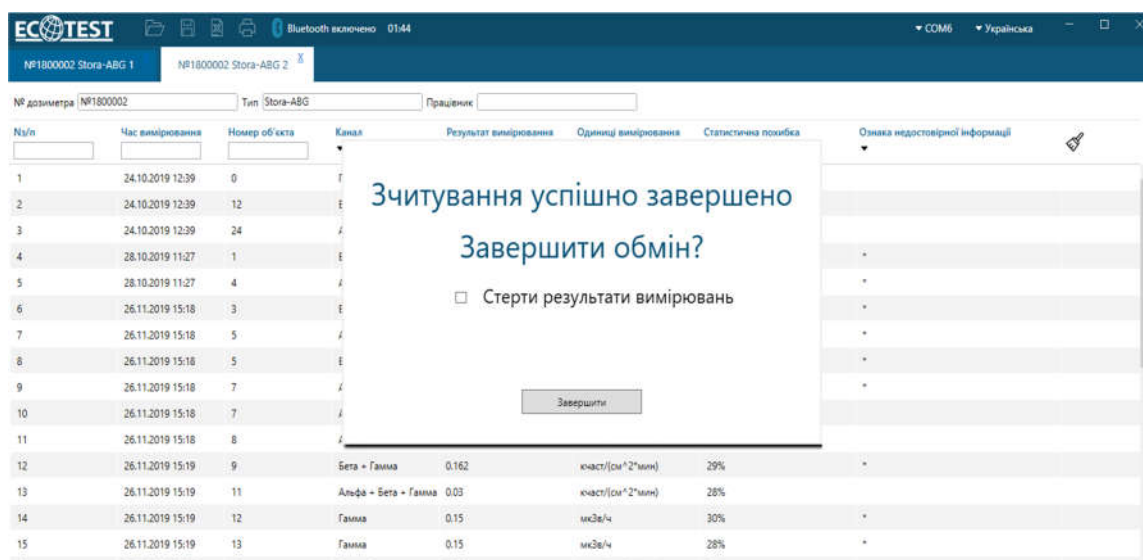 ECOTEST Bluetooth включено 01:44 COM6 Українська
№1800002 Stora-ABG 1 №1800002 Stora-ABG 2 X
№ дозиметра №1800002 Тип Stora-ABG Працівник
№з/п Час вимірювання Номер об'єкта Канал Результат вимірювання Одиниці вимірювання Статистична похибка Ознака недостовірної інформації
1 24.10.2019 12:39 0
2 24.10.2019 12:39 12
3 24.10.2019 12:39 24
4 28.10.2019 11:27 1 *
5 28.10.2019 11:27 4 *
6 26.11.2019 15:18 3 *
7 26.11.2019 15:18 5 *
8 26.11.2019 15:18 5 *
9 26.11.2019 15:18 7 *
10 26.11.2019 15:18 7
11 26.11.2019 15:18 8
12 26.11.2019 15:19 9 Бета + Гамма 0.162 кчаст/(см^2*мин) 29% *
13 26.11.2019 15:19 11 Альфа + Бета + Гамма 0.03 кчаст/(см^2*мин) 28%
14 26.11.2019 15:19 12 Гамма 0.15 мкЗв/ч 30% *
15 26.11.2019 15:19 13 Гамма 0.15 мкЗв/ч 28% *
Зчитування успішно завершено
Завершити обмін?
Стерти результати вимірювань
Завершити